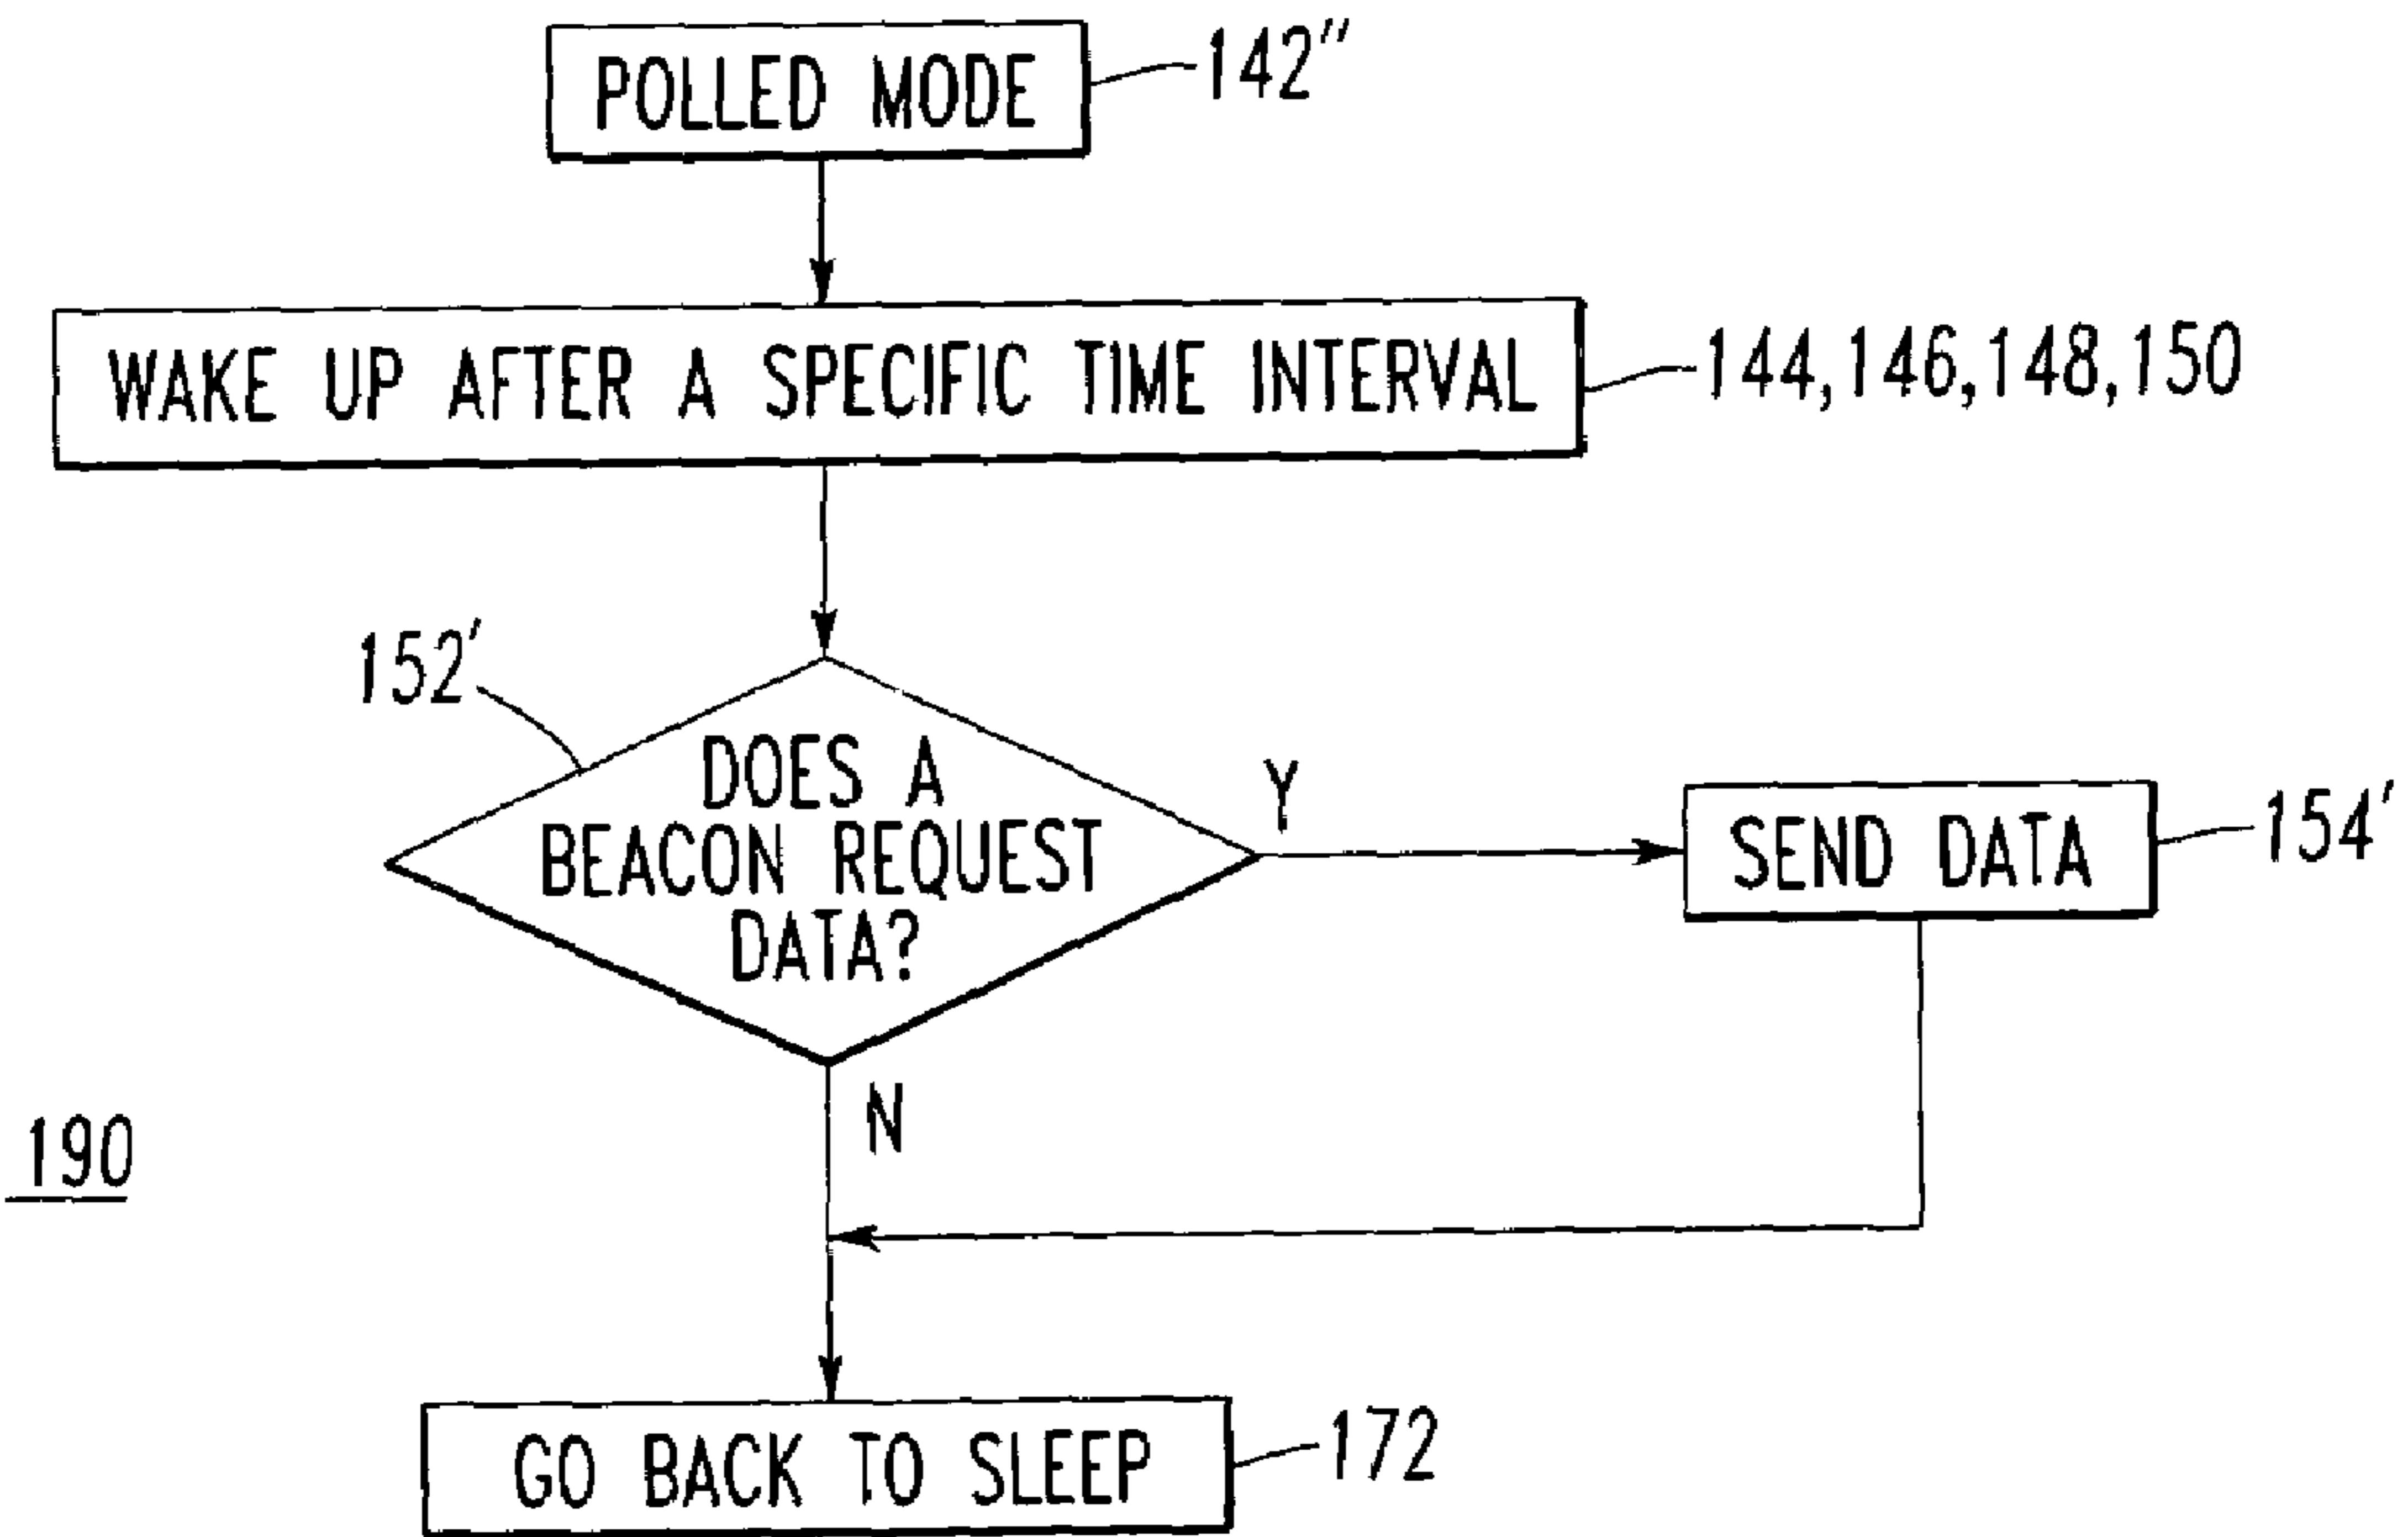 POLLED MODE
142"
WAKE UP AFTER A SPECIFIC TIME INTERVAL
144,146,148,150
152'
DOES A
BEACON REQUEST
DATA?
Y
SEND DATA
154'
N
190
GO BACK TO SLEEP
172